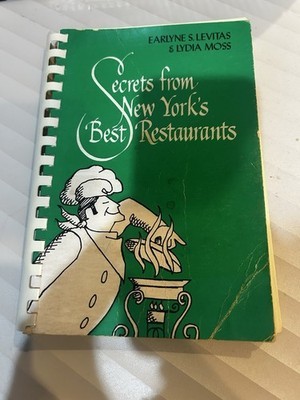 EARLYNE S. LEVITAS
& LYDIA MOSS
Secrets from
New York's
Best Restaurants